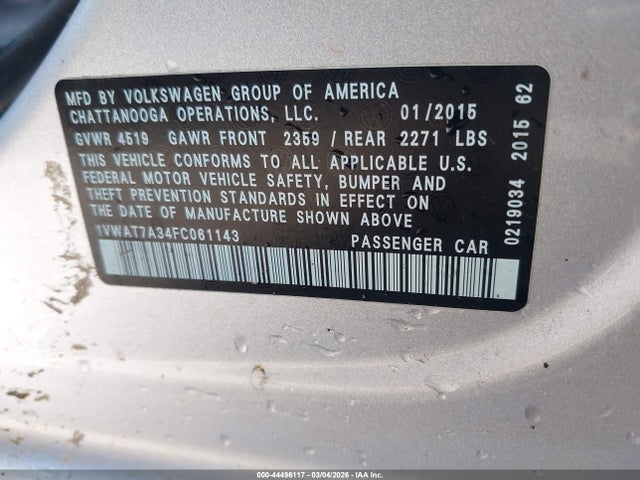 MFD BY VOLKSWAGEN GROUP OF AMERICA
CHATTANOOGA OPERATIONS, LLC. 01/2015
GVWR 4519 GAWR FRONT 2359 / REAR 2271 LBS
THIS VEHICLE CONFORMS TO ALL APPLICABLE U.S.
FEDERAL MOTOR VEHICLE SAFETY, BUMPER AND
THEFT PREVENTION STANDARDS IN EFFECT ON
THE DATE OF MANUFACTURE SHOWN ABOVE
1VWAT7A34FC061143 PASSENGER CAR
0219034 2015 62
000-44496117 - 03/04/2026 - IAA Inc.